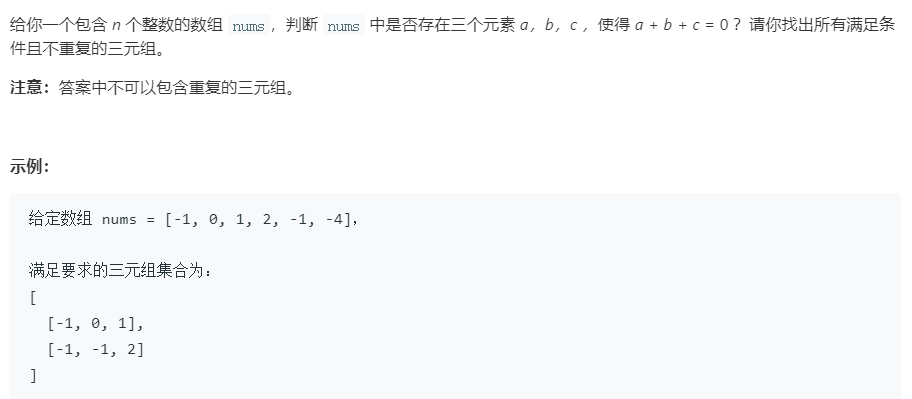 给你一个包含 n 个整数的数组 nums ，判断 nums 中是否存在三个元素 a，b，c ，使得 a + b + c = 0 ？请你找出所有满足条
件且不重复的三元组。
注意：答案中不可以包含重复的三元组。
示例：
给定数组 nums = [-1, 0, 1, 2, -1, -4]，
满足要求的三元组集合为：
[
[-1, 0, 1],
[-1, -1, 2]
]